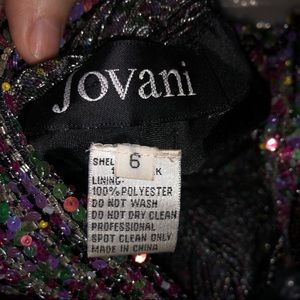 Jovani
6
SHEL
LINING-
100% POLYESTER
DO NOT WASH
DO NOT DRY CLEAN
PROFESSIONAL
SPOT CLEAN ONLY
MADE IN CHINA